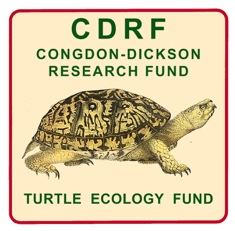 CDRF
CONGDON-DICKSON
RESEARCH FUND
TURTLE ECOLOGY FUND